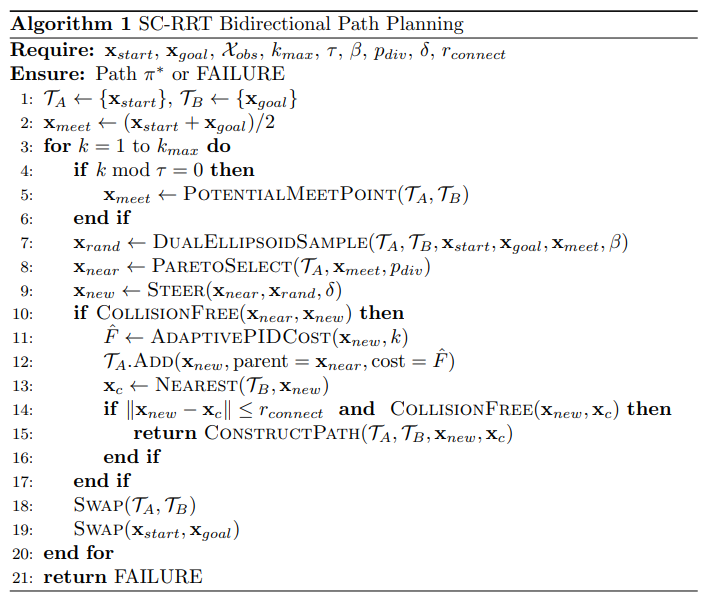 Algorithm 1 SC-RRT Bidirectional Path Planning
Require: x_start, x_goal, 𝒳_obs, k_max, τ, β, p_div, δ, r_connect
Ensure: Path π* or FAILURE
1: 𝒯_A ← {x_start}, 𝒯_B ← {x_goal}
2: x_meet ← (x_start + x_goal)/2
3: for k = 1 to k_max do
4: if k mod τ = 0 then
5: x_meet ← PotentialMeetPoint(𝒯_A, 𝒯_B)
6: end if
7: x_rand ← DualEllipsoidSample(𝒯_A, 𝒯_B, x_start, x_goal, x_meet, β)
8: x_near ← ParetoSelect(𝒯_A, x_meet, p_div)
9: x_new ← Steer(x_near, x_rand, δ)
10: if CollisionFree(x_near, x_new) then
11: F̂ ← AdaptivePIDCost(x_new, k)
12: 𝒯_A.Add(x_new, parent = x_near, cost = F̂)
13: x_c ← Nearest(𝒯_B, x_new)
14: if ‖x_new − x_c‖ ≤ r_connect and CollisionFree(x_new, x_c) then
15: return ConstructPath(𝒯_A, 𝒯_B, x_new, x_c)
16: end if
17: end if
18: Swap(𝒯_A, 𝒯_B)
19: Swap(x_start, x_goal)
20: end for
21: return FAILURE